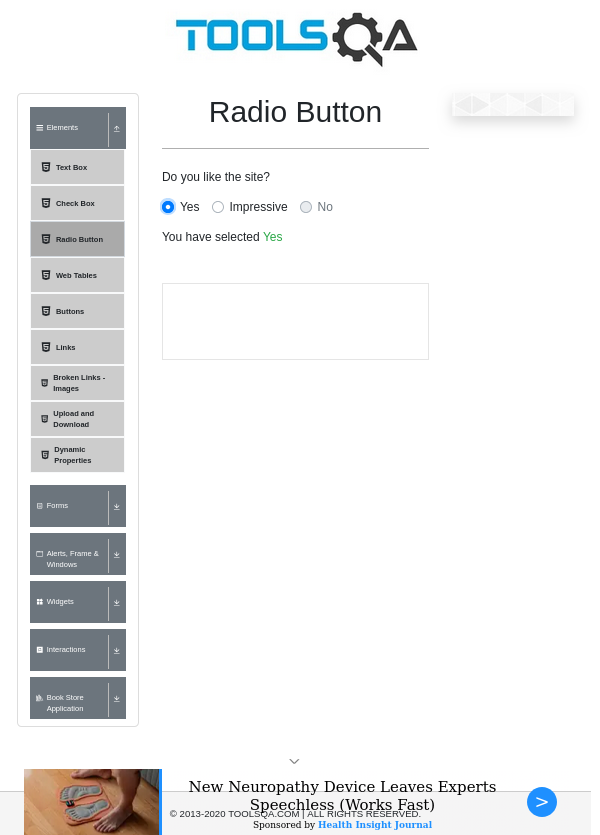 TOOLSQA
Radio Button
Elements
Text Box
Check Box
Radio Button
Web Tables
Buttons
Links
Broken Links -
Images
Upload and
Download
Dynamic
Properties
Forms
Alerts, Frame &
Windows
Widgets
Interactions
Book Store
Application
Do you like the site?
Yes
Impressive
No
You have selected Yes
New Neuropathy Device Leaves Experts
Speechless (Works Fast)
© 2013-2020 TOOLSQA.COM | ALL RIGHTS RESERVED.
Sponsored by Health Insight Journal